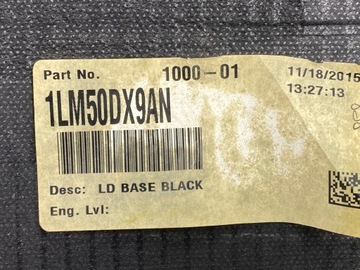 Part No. 1000-01 11/18/2015
1LM50DX9AN 13:27:13
Desc: LD BASE BLACK
Eng. Lvl: